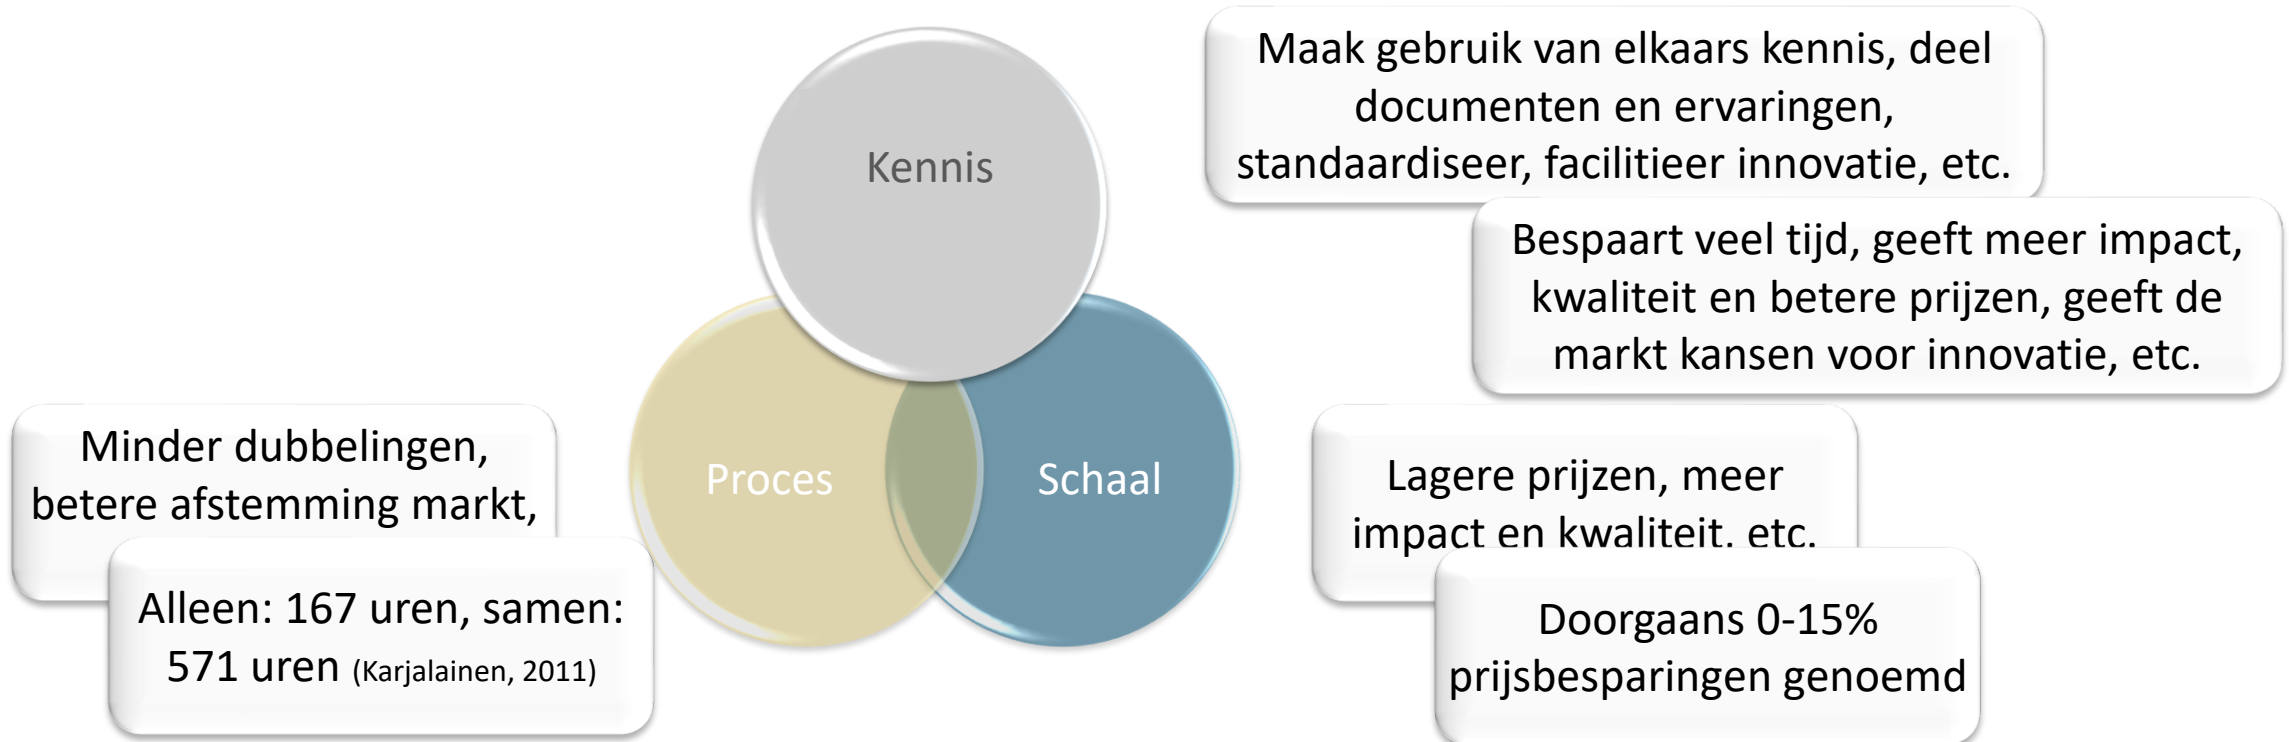 Kennis
Maak gebruik van elkaars kennis, deel
documenten en ervaringen,
standaardiseer, facilitieer innovatie, etc.
Bespaart veel tijd, geeft meer impact,
kwaliteit en betere prijzen, geeft de
markt kansen voor innovatie, etc.
Proces
Minder dubbelingen,
betere afstemming markt,
Alleen: 167 uren, samen:
571 uren (Karjalainen, 2011)
Schaal
Lagere prijzen, meer
impact en kwaliteit, etc.
Doorgaans 0-15%
prijsbesparingen genoemd